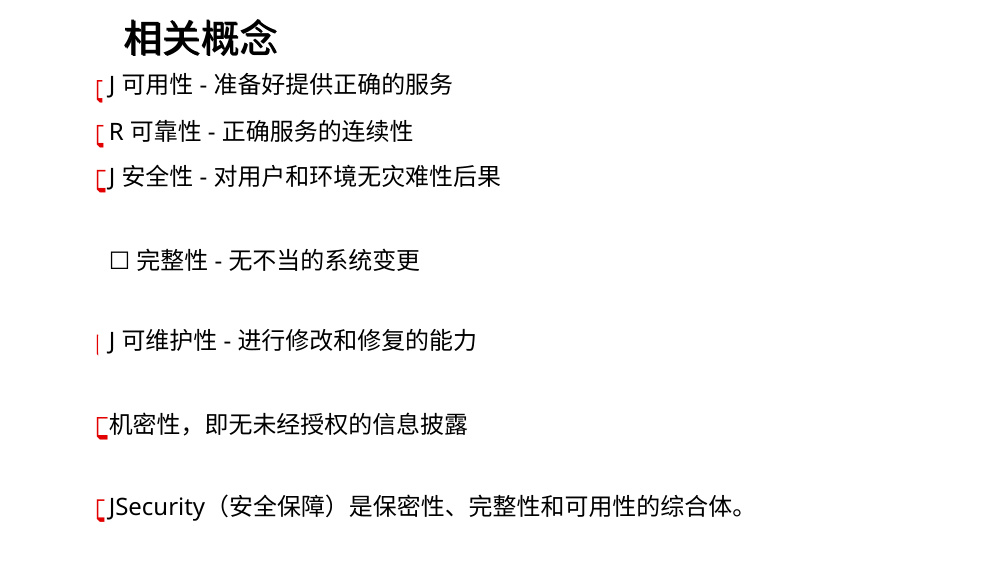 相关概念
J 可用性 - 准备好提供正确的服务
R 可靠性 - 正确服务的连续性
J 安全性 - 对用户和环境无灾难性后果
☐ 完整性 - 无不当的系统变更
J 可维护性 - 进行修改和修复的能力
机密性，即无未经授权的信息披露
JSecurity（安全保障）是保密性、完整性和可用性的综合体。